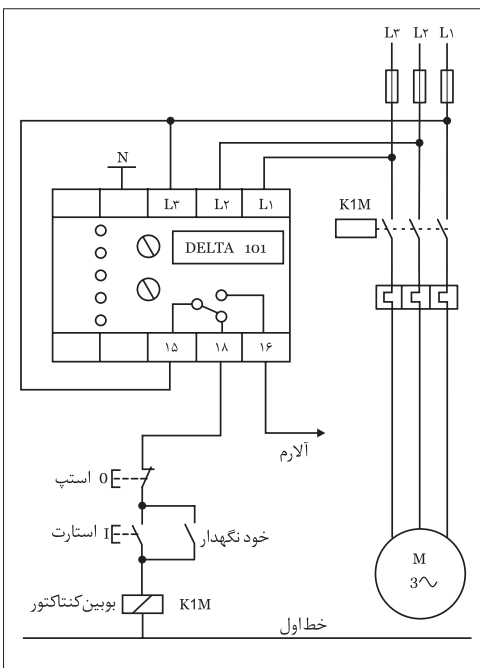 L۳ L۲ L۱
N
L۳ L۲ L۱
K1M
DELTA 101
۱۵ ۱۸ ۱۶
آلارم
0 استپ
I استارت
خود نگهدار
بوبین کنتاکتور K1M
خط اول
M
3∿